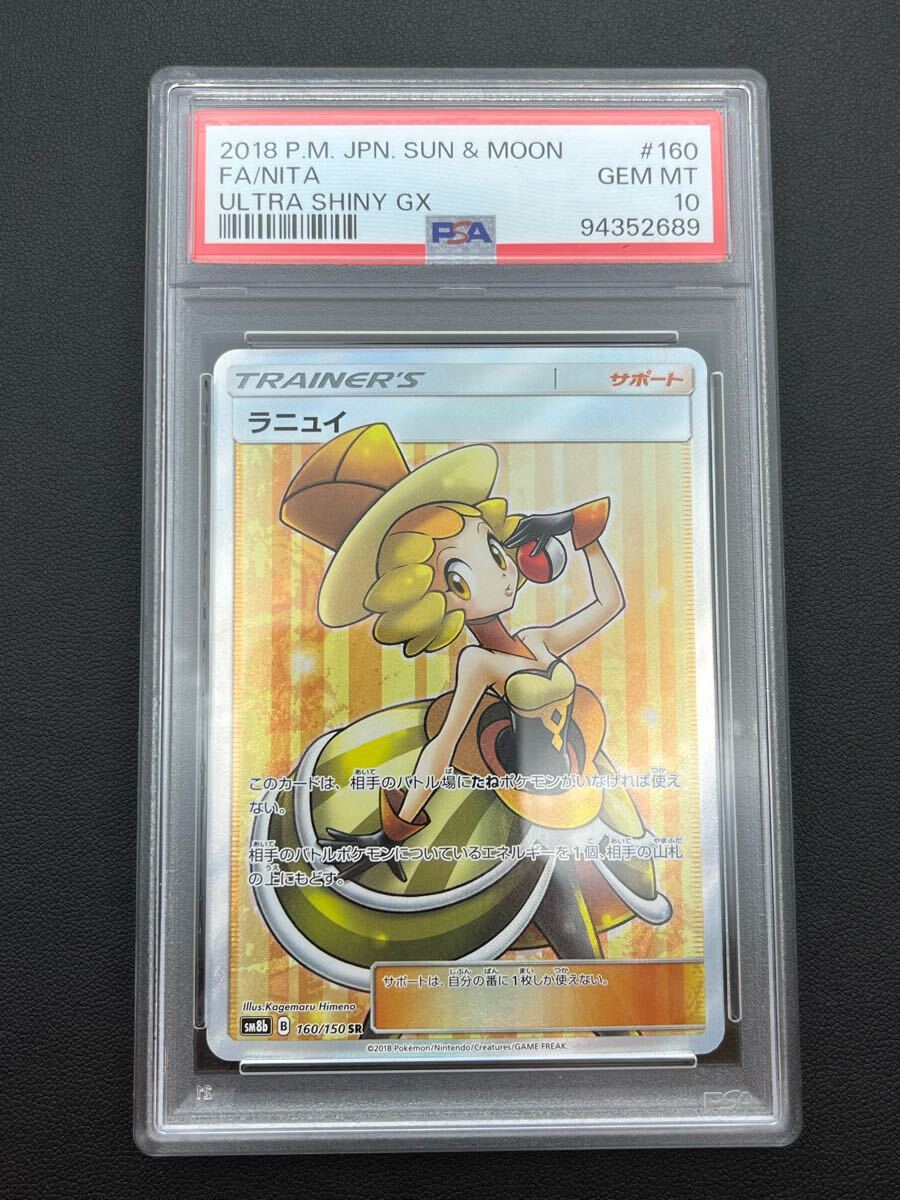 2018 P.M. JPN. SUN & MOON #160
FA/NITA GEM MT
ULTRA SHINY GX 10
PSA 94352689
TRAINER'S サポート
ラニュイ
このカードは、相手のバトル場にたねポケモンがいなければ使え
ない。
相手のバトルポケモンについているエネルギーを1個、相手の山札
の上にもどす。
サポートは、自分の番に1枚しか使えない。
Illus.Kagemaru Himeno
sm8b B 160/150 SR
©2018 Pokémon/Nintendo/Creatures/GAME FREAK.
21 PSA